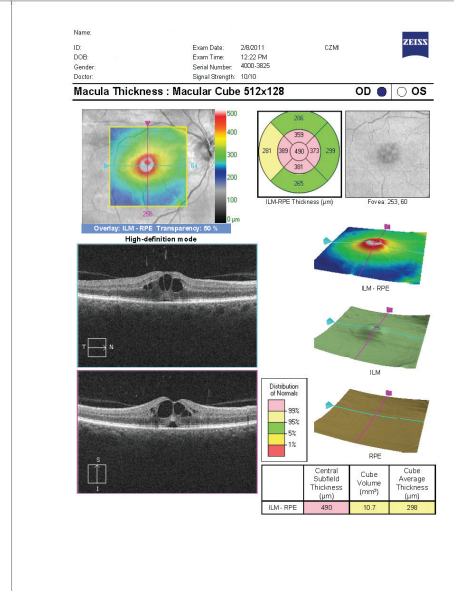 Name:
ID: Exam Date: 2/8/2011 CZMI
DOB: Exam Time: 12:22 PM
Gender: Serial Number: 4000-3825
Doctor: Signal Strength: 10/10
ZEISS
Macula Thickness : Macular Cube 512x128 OD OS
500
400
300
200
100
0 µm
64
256
Overlay: ILM - RPE Transparency: 50 %
286
359
281 389 490 373 299
381
265
ILM-RPE Thickness (µm)
Fovea: 253, 60
High-definition mode
T N
S
I
ILM - RPE
ILM
RPE
Distribution
of Normals
99%
95%
5%
1%
Central Subfield Thickness (µm) Cube Volume (mm³) Cube Average Thickness (µm)
ILM - RPE 490 10.7 298